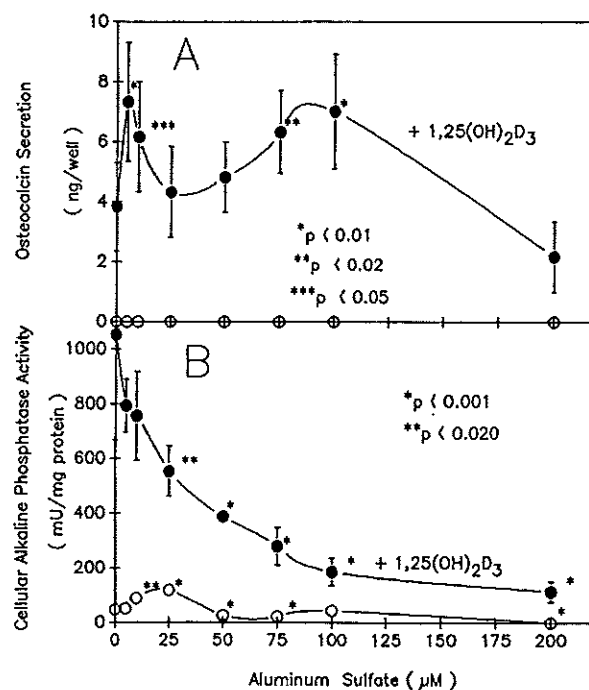 10
8
6
4
2
0
Osteocalcin Secretion
( ng/well )
A
*
***
**
*
+ 1,25(OH)₂D₃
*p < 0.01
**p < 0.02
***p < 0.05
1000
800
600
400
200
0
Cellular Alkaline Phosphatase Activity
( mU/mg protein )
B
*p < 0.001
**p < 0.020
**
*
*
*
*
+ 1,25(OH)₂D₃
**
*
*
*
*
0 25 50 75 100 125 150 175 200
Aluminum Sulfate ( µM )